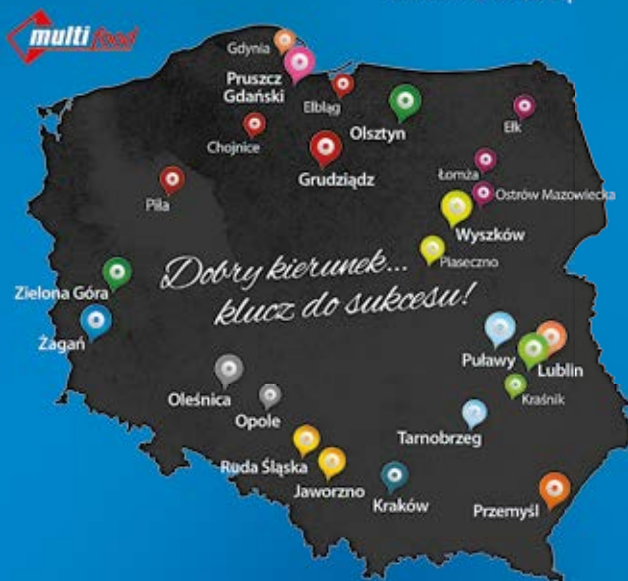 multi food
Gdynia
Pruszcz
Gdański
Elbląg
Olsztyn
Ełk
Chojnice
Grudziądz
Łomża
Piła
Ostrów Mazowiecka
Wyszków
Piaseczno
Dobry kierunek...
klucz do sukcesu!
Zielona Góra
Żagań
Puławy
Lublin
Kraśnik
Oleśnica
Opole
Tarnobrzeg
Ruda Śląska
Jaworzno
Kraków
Przemyśl